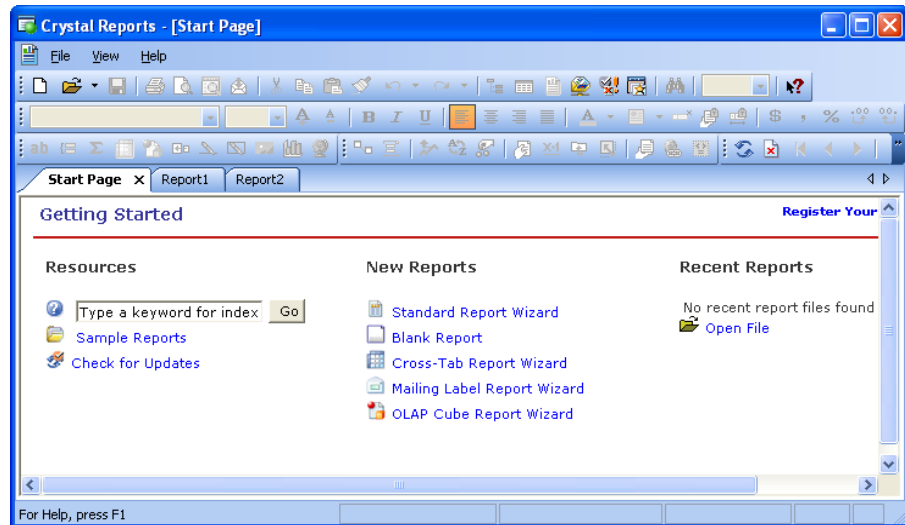 Crystal Reports - [Start Page]
File View Help
B I U $ , %
ab Σ
Start Page X Report1 Report2
Getting Started
Register Your
Resources
New Reports
Recent Reports
Type a keyword for index Go
Sample Reports
Check for Updates
Standard Report Wizard
Blank Report
Cross-Tab Report Wizard
Mailing Label Report Wizard
OLAP Cube Report Wizard
No recent report files found
Open File
For Help, press F1